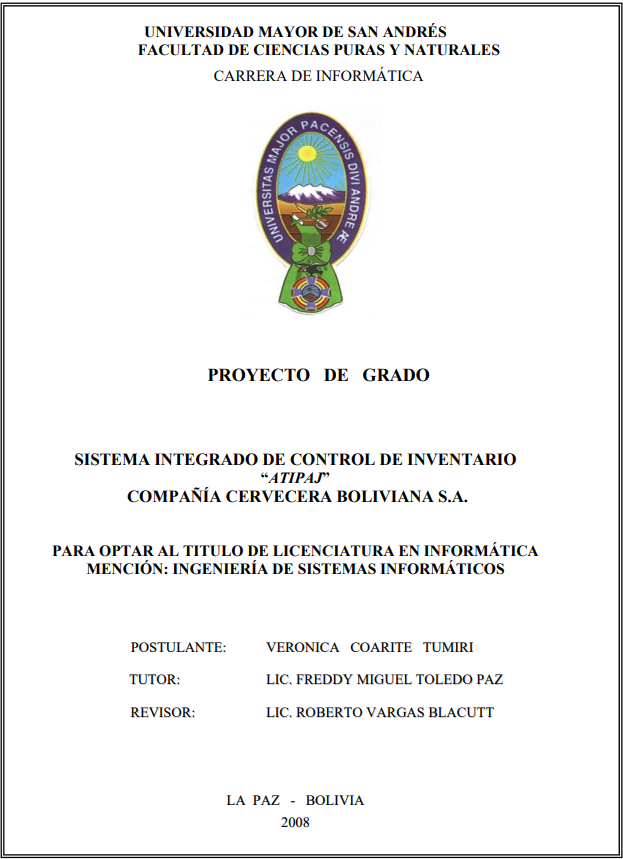 UNIVERSIDAD MAYOR DE SAN ANDRÉS
FACULTAD DE CIENCIAS PURAS Y NATURALES
CARRERA DE INFORMÁTICA
UNIVERSITAS MAJOR PACENSIS DIVI ANDRE Æ
PROYECTO DE GRADO
SISTEMA INTEGRADO DE CONTROL DE INVENTARIO
“ATIPAJ”
COMPAÑÍA CERVECERA BOLIVIANA S.A.
PARA OPTAR AL TITULO DE LICENCIATURA EN INFORMÁTICA
MENCIÓN: INGENIERÍA DE SISTEMAS INFORMÁTICOS
POSTULANTE: VERONICA COARITE TUMIRI
TUTOR: LIC. FREDDY MIGUEL TOLEDO PAZ
REVISOR: LIC. ROBERTO VARGAS BLACUTT
LA PAZ - BOLIVIA
2008